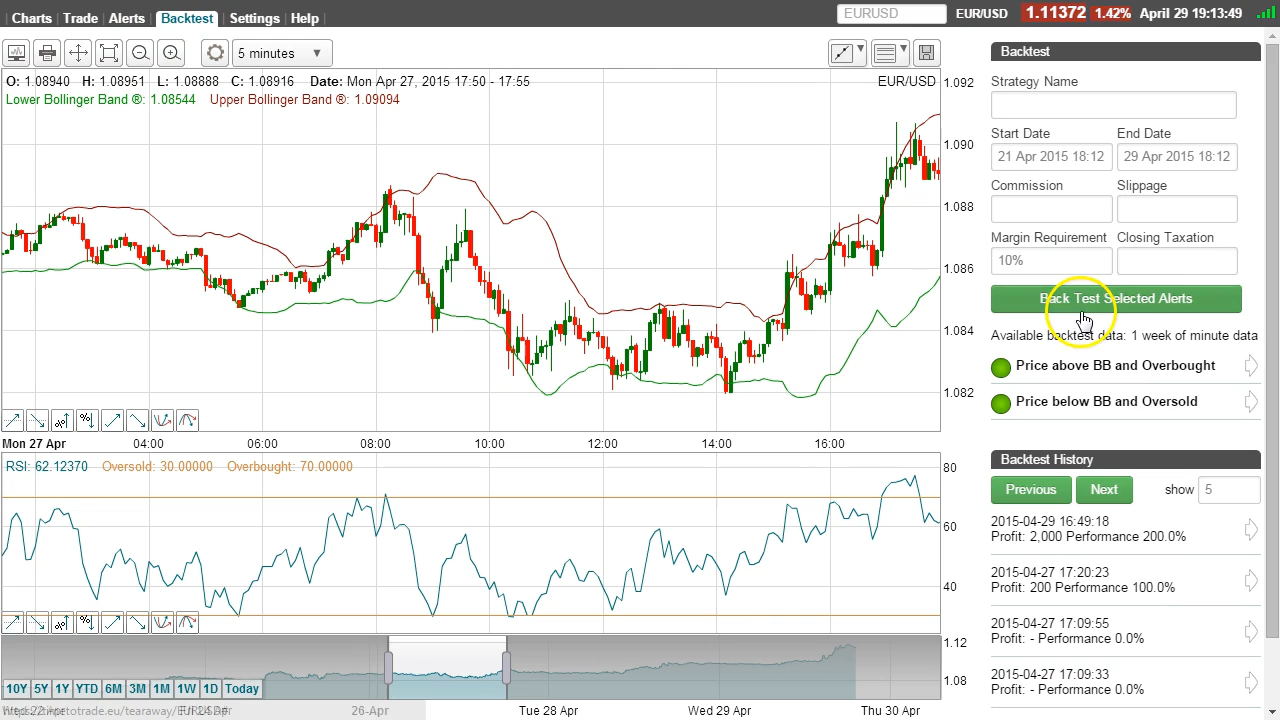 Charts | Trade | Alerts | Backtest | Settings | Help |
EURUSD EUR/USD 1.11372 1.42% April 29 19:13:49
5 minutes
O: 1.08940 H: 1.08951 L: 1.08888 C: 1.08916 Date: Mon Apr 27, 2015 17:50 - 17:55 EUR/USD
Lower Bollinger Band ®: 1.08544 Upper Bollinger Band ®: 1.09094
1.092
1.090
1.088
1.086
1.084
1.082
Mon 27 Apr 04:00 06:00 08:00 10:00 12:00 14:00 16:00
RSI: 62.12370 Oversold: 30.00000 Overbought: 70.00000
80
60
40
1.12
1.08
10Y 5Y 1Y YTD 6M 3M 1M 1W 1D Today
26-Apr Tue 28 Apr Wed 29 Apr Thu 30 Apr
Backtest
Strategy Name
Start Date End Date
21 Apr 2015 18:12 29 Apr 2015 18:12
Commission Slippage
Margin Requirement Closing Taxation
10%
Back Test Selected Alerts
Available backtest data: 1 week of minute data
Price above BB and Overbought
Price below BB and Oversold
Backtest History
Previous Next show 5
2015-04-29 16:49:18
Profit: 2,000 Performance 200.0%
2015-04-27 17:20:23
Profit: 200 Performance 100.0%
2015-04-27 17:09:55
Profit: - Performance 0.0%
2015-04-27 17:09:33
Profit: - Performance 0.0%